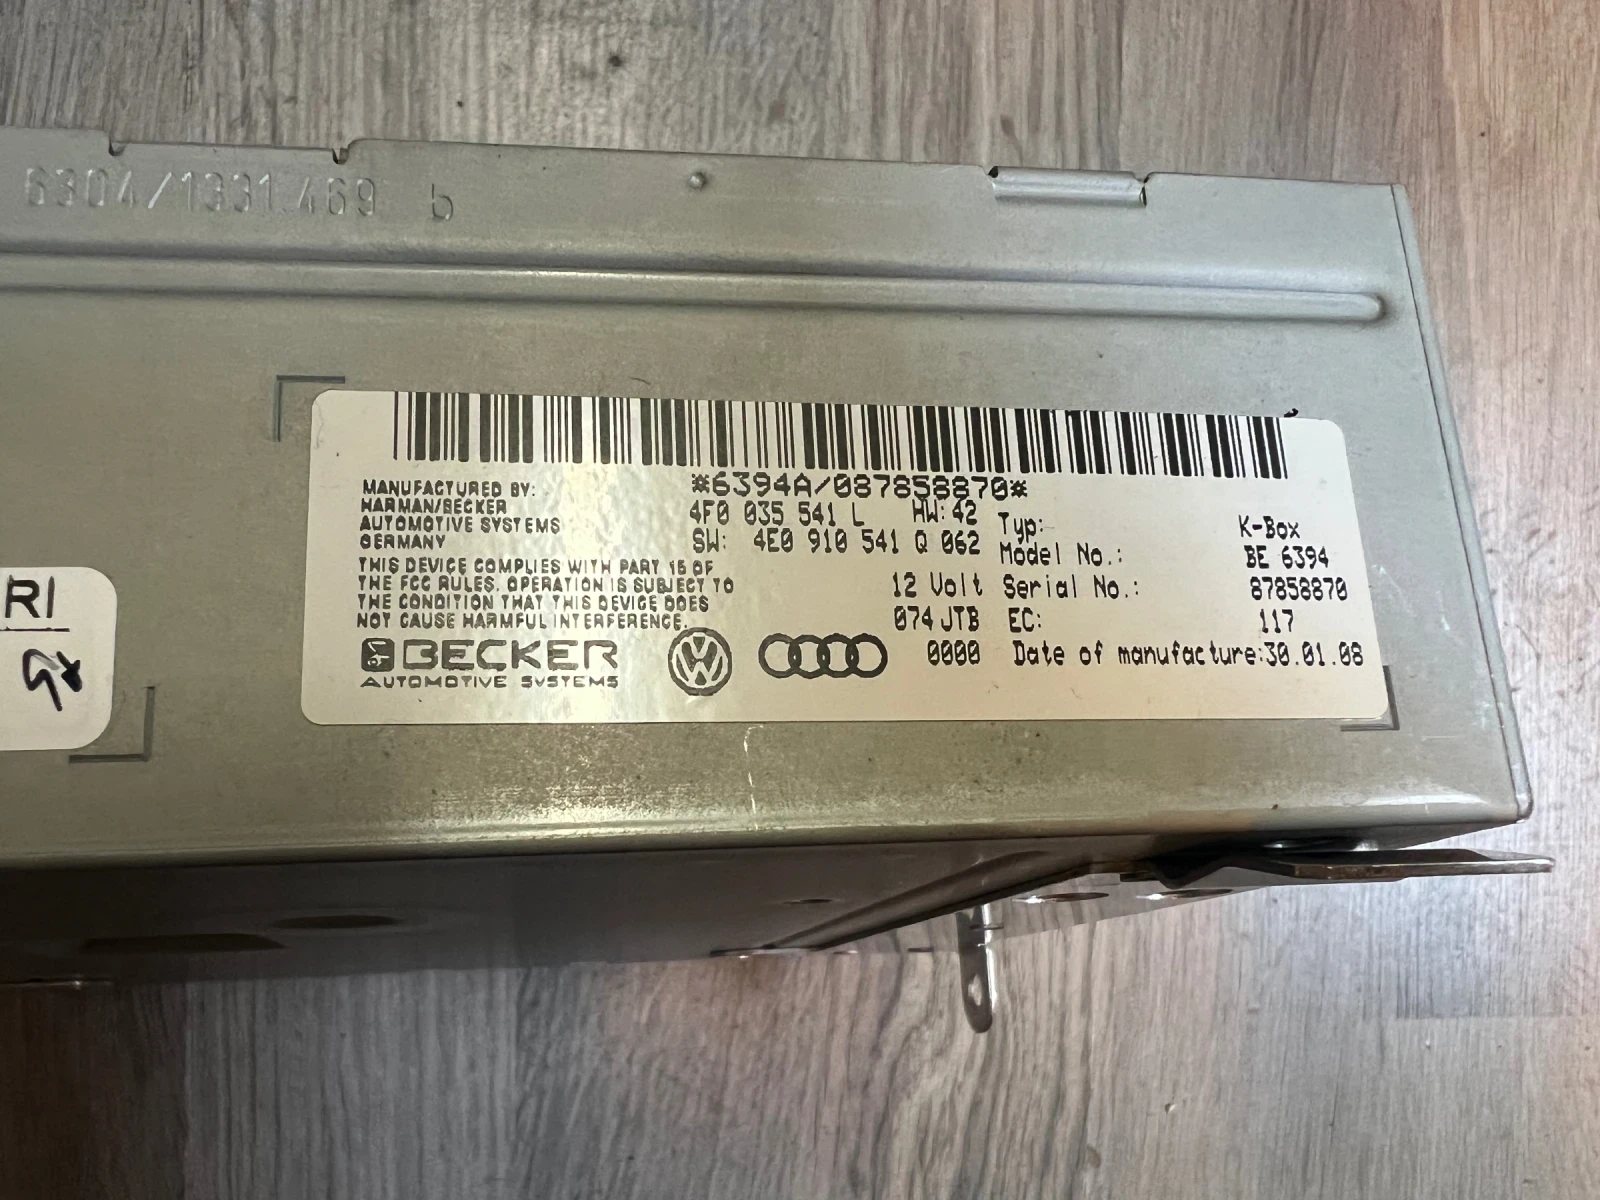 6304/1331.469 b
*6394A/087858870*
MANUFACTURED BY:
HARMAN/BECKER
AUTOMOTIVE SYSTEMS
GERMANY
4F0 035 541 L HW:42
SW: 4E0 910 541 Q 062
THIS DEVICE COMPLIES WITH PART 15 OF
THE FCC RULES. OPERATION IS SUBJECT TO
THE CONDITION THAT THIS DEVICE DOES
NOT CAUSE HARMFUL INTERFERENCE.
12 Volt
074 JTB
0000
Typ: K-Box
Model No.: BE 6394
Serial No.: 87858870
EC: 117
Date of manufacture:30.01.08
BECKER
AUTOMOTIVE SYSTEMS
VW
RI